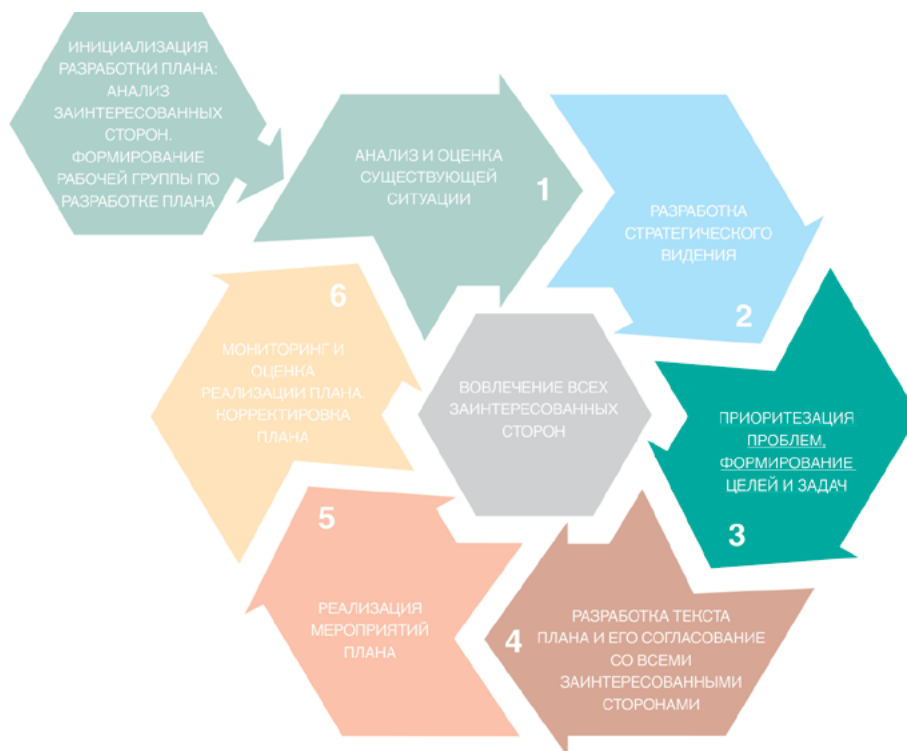 ИНИЦИАЛИЗАЦИЯ
РАЗРАБОТКИ ПЛАНА:
АНАЛИЗ
ЗАИНТЕРЕСОВАННЫХ
СТОРОН.
ФОРМИРОВАНИЕ
РАБОЧЕЙ ГРУППЫ ПО
РАЗРАБОТКЕ ПЛАНА
АНАЛИЗ И ОЦЕНКА
СУЩЕСТВУЮЩЕЙ
СИТУАЦИИ
1
РАЗРАБОТКА
СТРАТЕГИЧЕСКОГО
ВИДЕНИЯ
2
ПРИОРИТЕЗАЦИЯ
ПРОБЛЕМ,
ФОРМИРОВАНИЕ
ЦЕЛЕЙ И ЗАДАЧ
3
4
РАЗРАБОТКА ТЕКСТА
ПЛАНА И ЕГО СОГЛАСОВАНИЕ
СО ВСЕМИ
ЗАИНТЕРЕСОВАННЫМИ
СТОРОНАМИ
5
РЕАЛИЗАЦИЯ
МЕРОПРИЯТИЙ
ПЛАНА
6
МОНИТОРИНГ И
ОЦЕНКА
РЕАЛИЗАЦИИ ПЛАНА.
КОРРЕКТИРОВКА
ПЛАНА
ВОВЛЕЧЕНИЕ ВСЕХ
ЗАИНТЕРЕСОВАННЫХ
СТОРОН